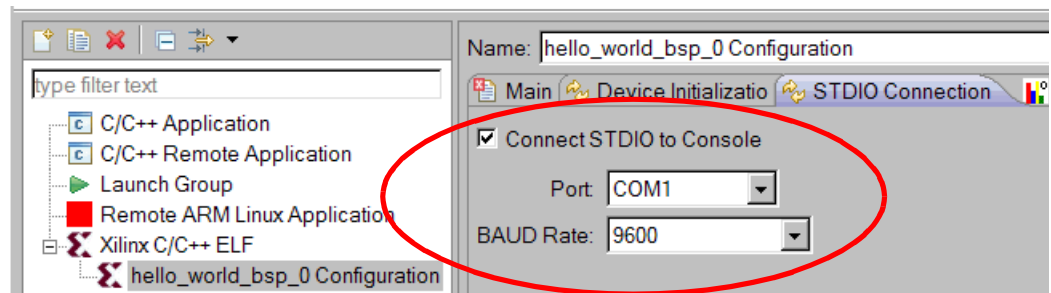 type filter text
C/C++ Application
C/C++ Remote Application
Launch Group
Remote ARM Linux Application
Xilinx C/C++ ELF
hello_world_bsp_0 Configuration
Name: hello_world_bsp_0 Configuration
Main Device Initializatio STDIO Connection
Connect STDIO to Console
Port: COM1
BAUD Rate: 9600